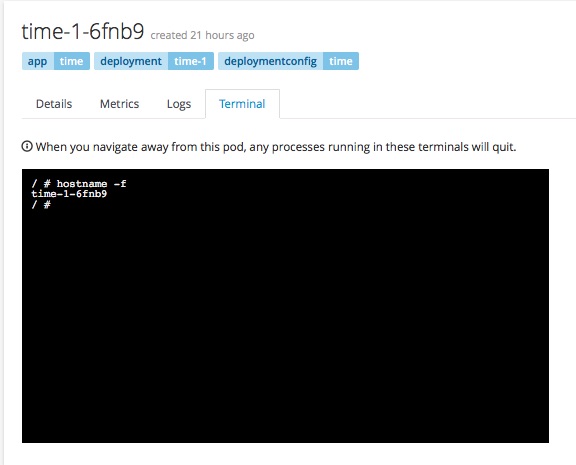 time-1-6fnb9 created 21 hours ago
app time deployment time-1 deploymentconfig time
Details Metrics Logs Terminal
When you navigate away from this pod, any processes running in these terminals will quit.
/ # hostname -f
time-1-6fnb9
/ #